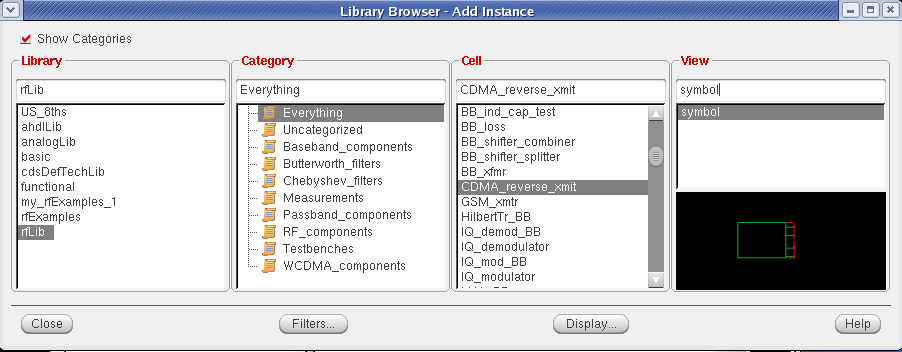 Library Browser - Add Instance
Show Categories
Library
rfLib
US_8ths
ahdlLib
analogLib
basic
cdsDefTechLib
functional
my_rfExamples_1
rfExamples
rfLib
Category
Everything
Everything
Uncategorized
Baseband_components
Butterworth_filters
Chebyshev_filters
Measurements
Passband_components
RF_components
Testbenches
WCDMA_components
Cell
CDMA_reverse_xmit
BB_ind_cap_test
BB_loss
BB_shifter_combiner
BB_shifter_splitter
BB_xfmr
CDMA_reverse_xmit
GSM_xmtr
HilbertTr_BB
IQ_demod_BB
IQ_demodulator
IQ_mod_BB
IQ_modulator
View
symbol
symbol
Close
Filters...
Display...
Help